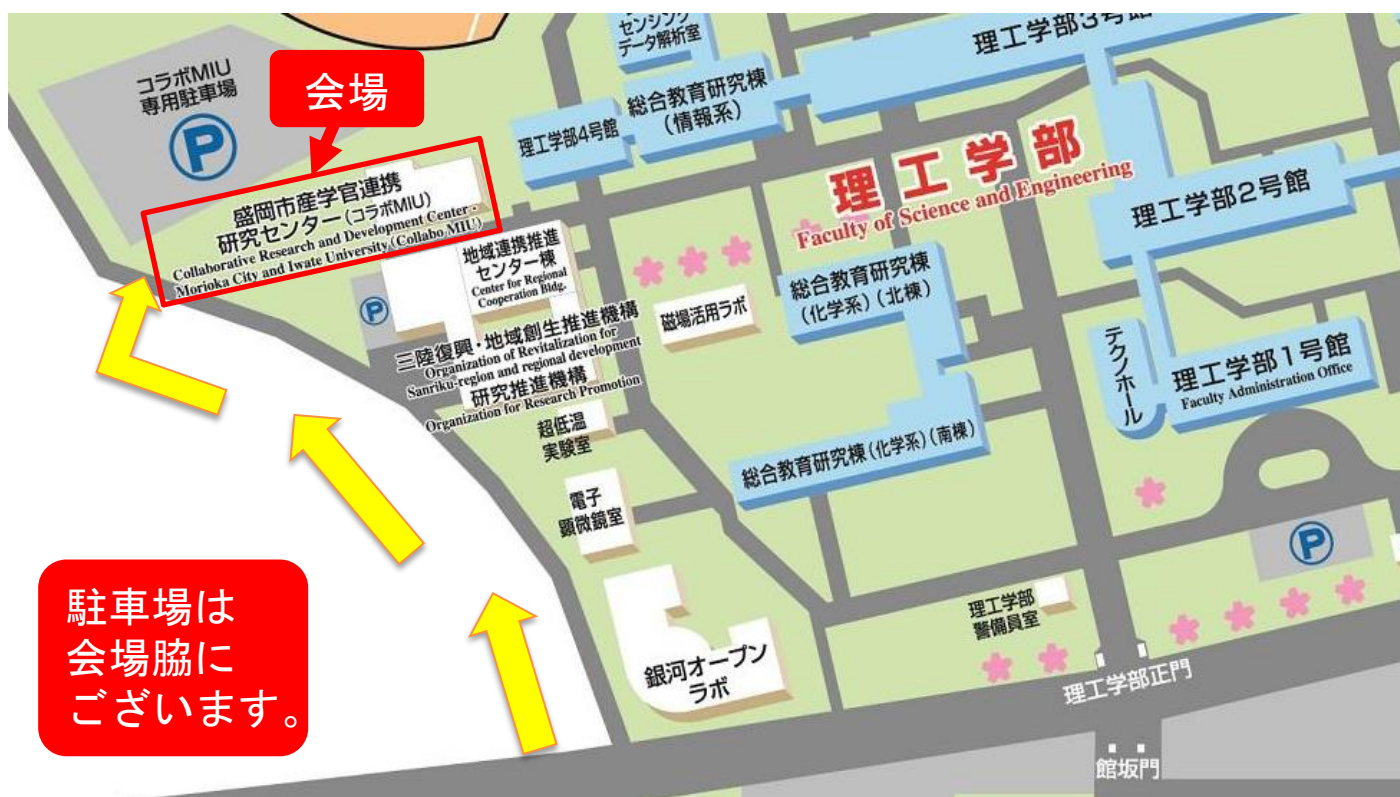 センシング
データ解析室
理工学部3号館
コラボMIU
専用駐車場
P
会場
総合教育研究棟
(情報系)
理工学部4号館
理工学部
Faculty of Science and Engineering
理工学部2号館
盛岡市産学官連携
研究センター(コラボMIU)
Collaborative Research and Development Center -
Morioka City and Iwate University (Collabo MIU)
地域連携推進
センター棟
Center for Regional
Cooperation Bldg.
P
総合教育研究棟
(化学系)(北棟)
磁場活用ラボ
三陸復興・地域創生推進機構
Organization of Revitalization for
Sanriku-region and regional development
研究推進機構
Organization for Research Promotion
テクノホール
理工学部1号館
Faculty Administration Office
超低温
実験室
総合教育研究棟(化学系)(南棟)
電子
顕微鏡室
P
駐車場は
会場脇に
ございます。
理工学部
警備員室
銀河オープン
ラボ
理工学部正門
館坂門